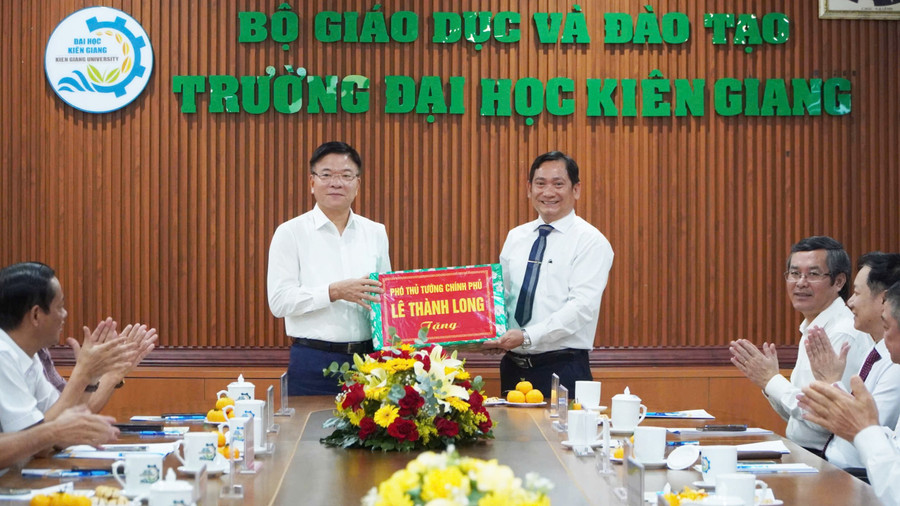 BỘ GIÁO DỤC VÀ ĐÀO TẠO
TRƯỜNG ĐẠI HỌC KIÊN GIANG
ĐẠI HỌC
KIÊN GIANG
KIEN GIANG UNIVERSITY
PHÓ THỦ TƯỚNG CHÍNH PHỦ
LÊ THÀNH LONG
Tặng